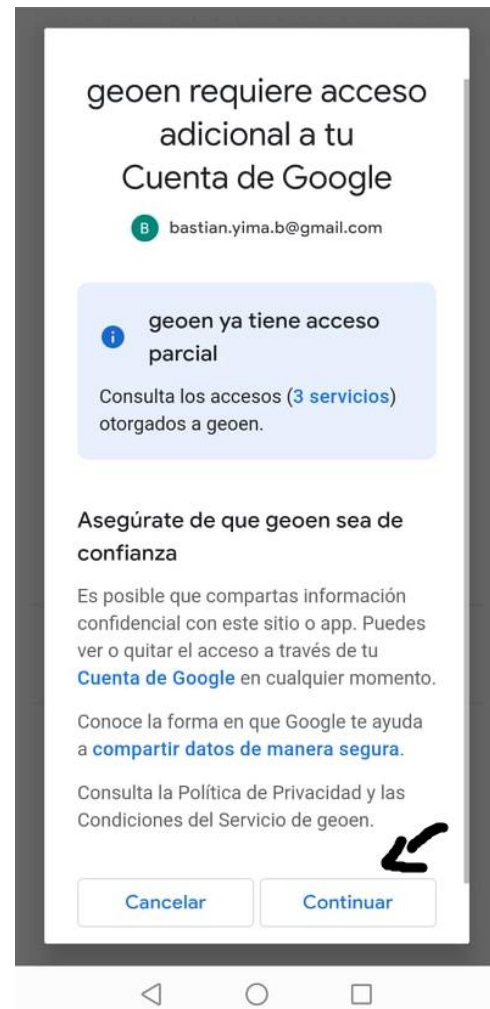 geoen requiere acceso
adicional a tu
Cuenta de Google
B bastian.yima.b@gmail.com
geoen ya tiene acceso
parcial
Consulta los accesos (3 servicios)
otorgados a geoen.
Asegúrate de que geoen sea de
confianza
Es posible que compartas información
confidencial con este sitio o app. Puedes
ver o quitar el acceso a través de tu
Cuenta de Google en cualquier momento.
Conoce la forma en que Google te ayuda
a compartir datos de manera segura.
Consulta la Política de Privacidad y las
Condiciones del Servicio de geoen.
Cancelar Continuar